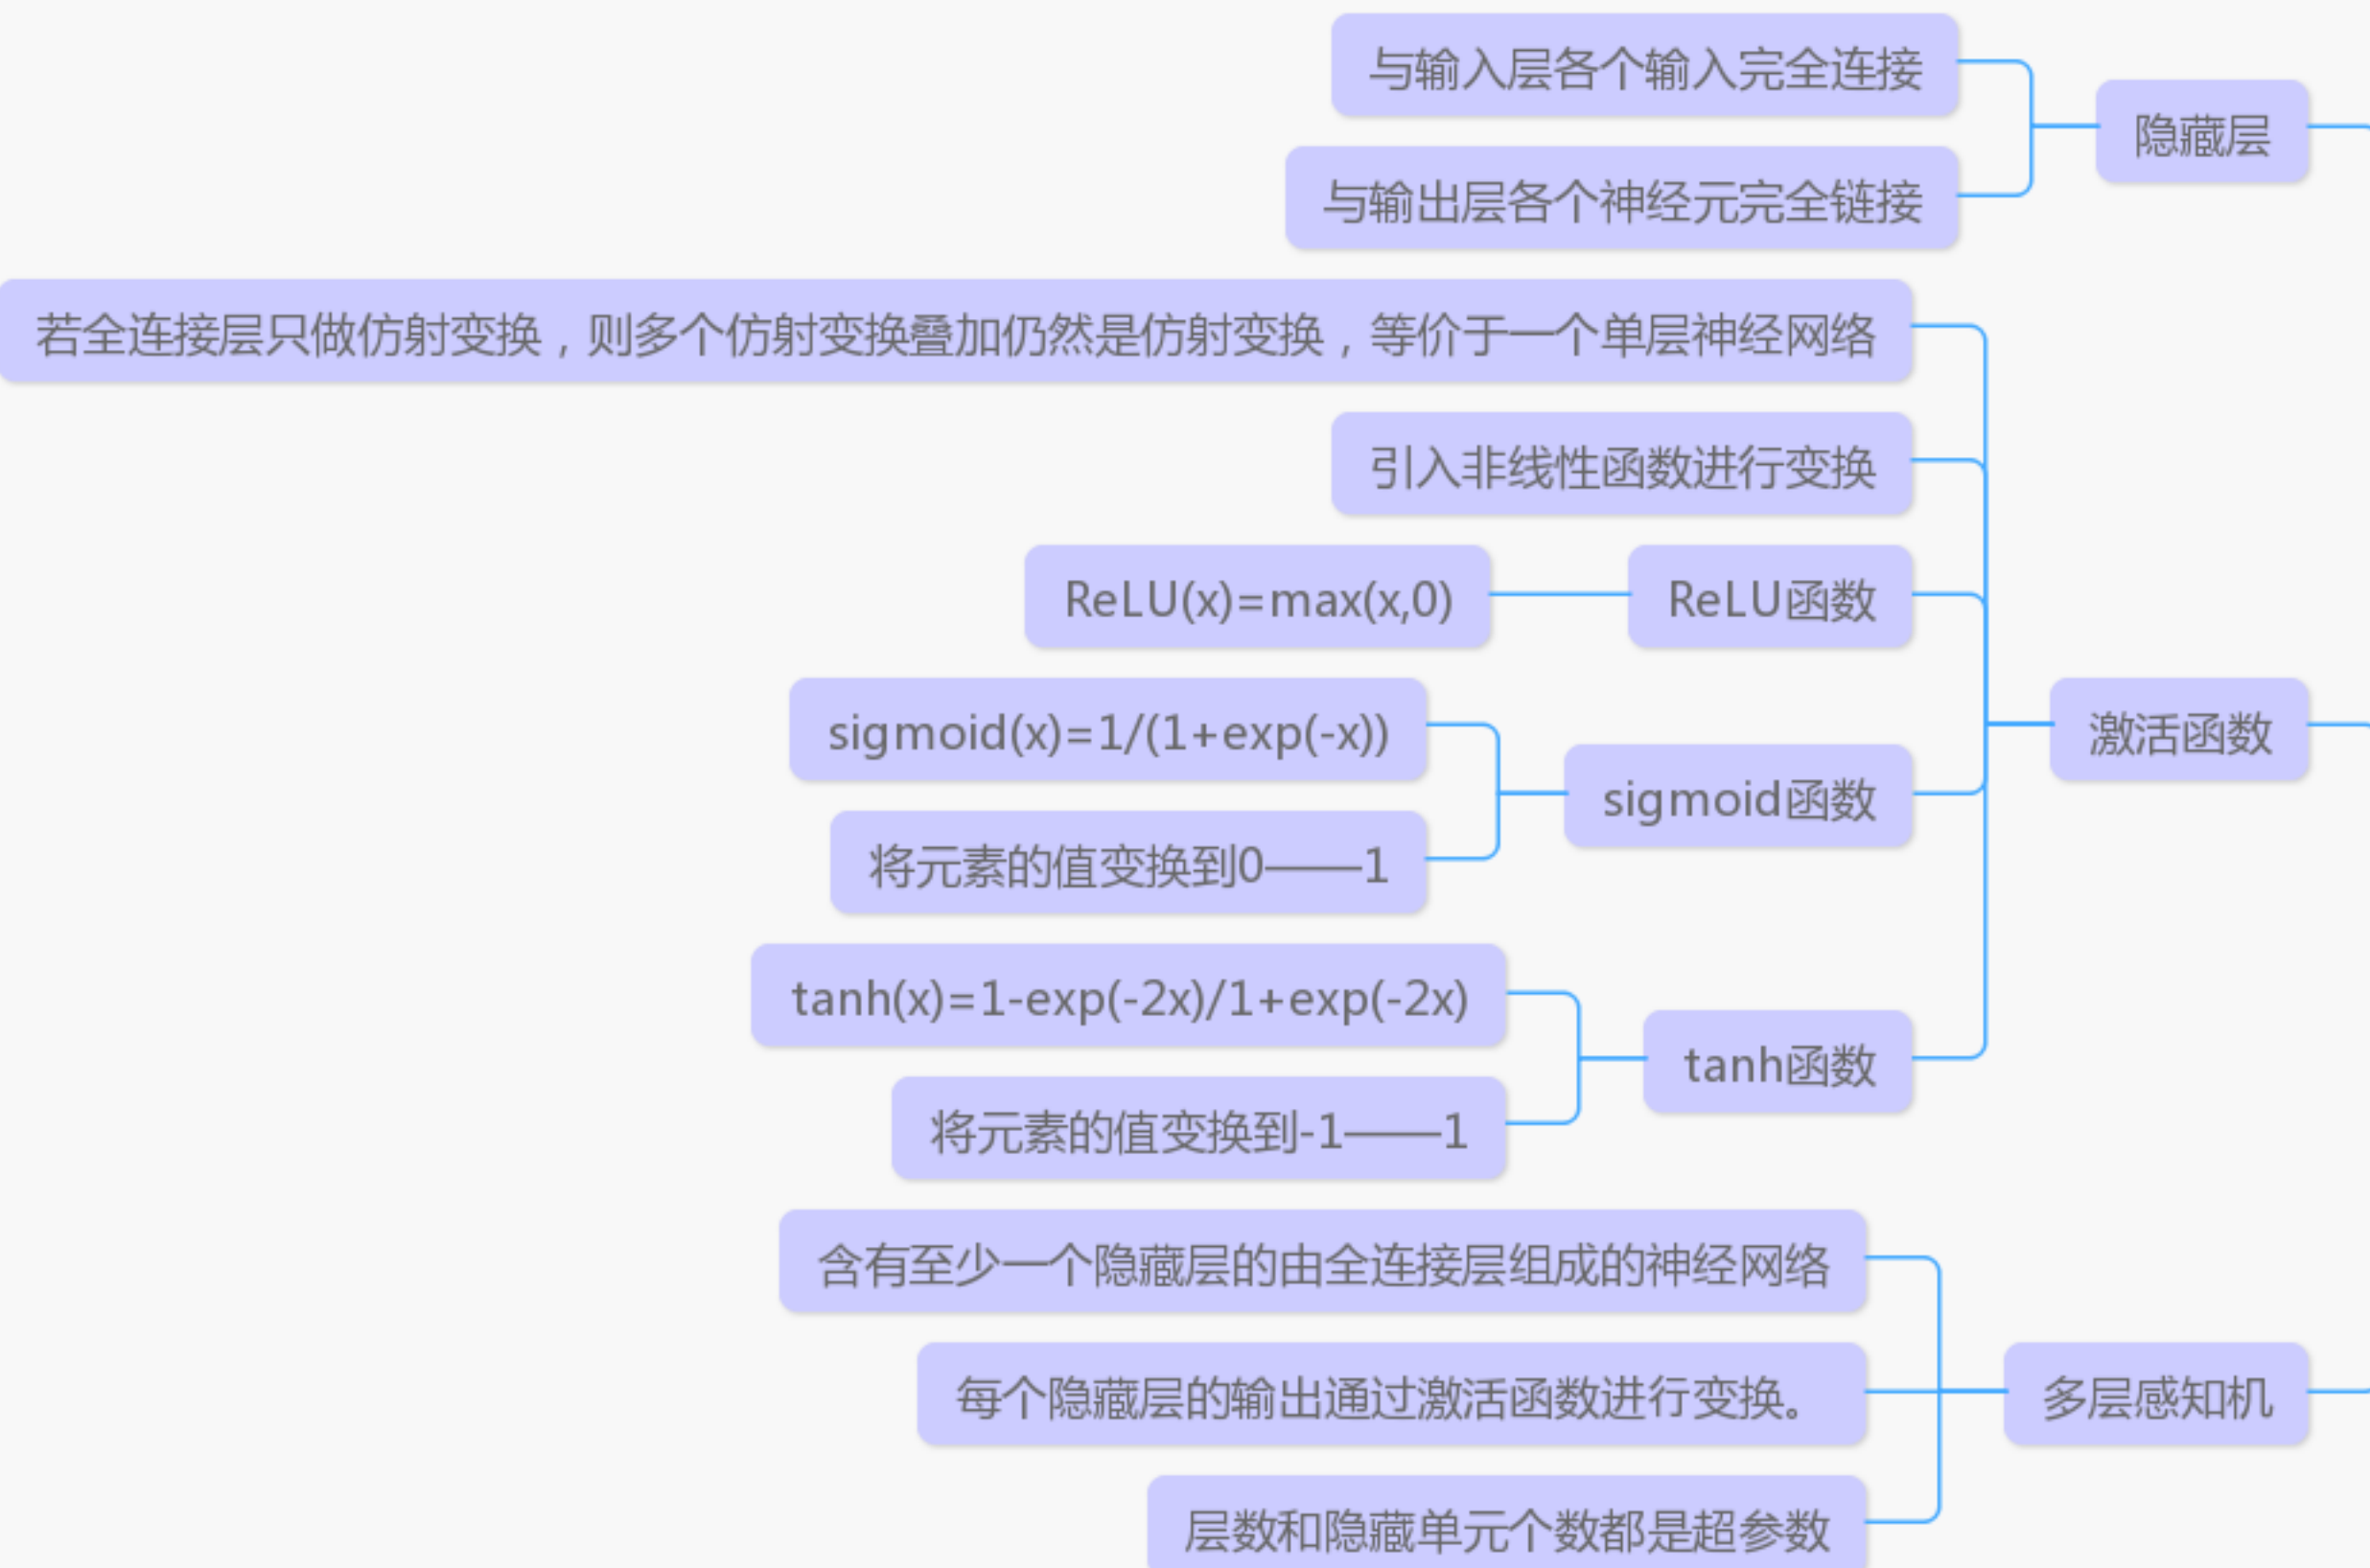 与输入层各个输入完全连接
隐藏层
与输出层各个神经元完全链接
若全连接层只做仿射变换，则多个仿射变换叠加仍然是仿射变换，等价于一个单层神经网络
引入非线性函数进行变换
ReLU(x)=max(x,0)
ReLU函数
sigmoid(x)=1/(1+exp(-x))
激活函数
sigmoid函数
将元素的值变换到0——1
tanh(x)=1-exp(-2x)/1+exp(-2x)
tanh函数
将元素的值变换到-1——1
含有至少一个隐藏层的由全连接层组成的神经网络
每个隐藏层的输出通过激活函数进行变换。
多层感知机
层数和隐藏单元个数都是超参数